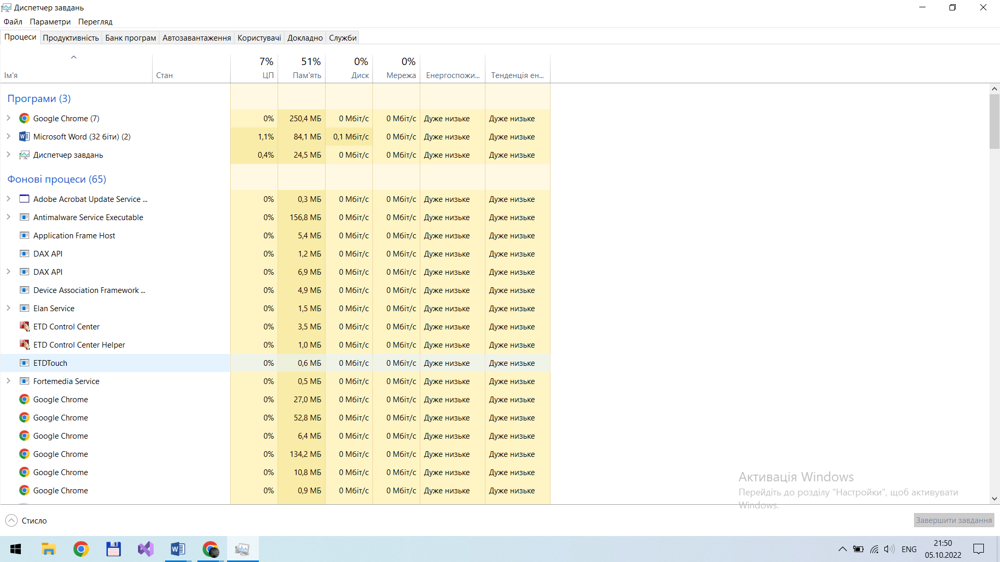 Диспетчер завдань
Файл Параметри Перегляд
Процеси Продуктивність Банк програм Автозавантаження Користувачі Докладно Служби
7% 51% 0% 0%
Ім'я Стан ЦП Пам'ять Диск Мережа Енергоспожи... Тенденція ен...
Програми (3)
Google Chrome (7) 0% 250,4 МБ 0 Мбіт/с 0 Мбіт/с Дуже низьке Дуже низьке
Microsoft Word (32 біти) (2) 1,1% 84,1 МБ 0,1 Мбіт/с 0 Мбіт/с Дуже низьке Дуже низьке
Диспетчер завдань 0,4% 24,5 МБ 0 Мбіт/с 0 Мбіт/с Дуже низьке Дуже низьке
Фонові процеси (65)
Adobe Acrobat Update Service ... 0% 0,3 МБ 0 Мбіт/с 0 Мбіт/с Дуже низьке Дуже низьке
Antimalware Service Executable 0% 156,8 МБ 0 Мбіт/с 0 Мбіт/с Дуже низьке Дуже низьке
Application Frame Host 0% 5,4 МБ 0 Мбіт/с 0 Мбіт/с Дуже низьке Дуже низьке
DAX API 0% 1,2 МБ 0 Мбіт/с 0 Мбіт/с Дуже низьке Дуже низьке
DAX API 0% 6,9 МБ 0 Мбіт/с 0 Мбіт/с Дуже низьке Дуже низьке
Device Association Framework ... 0% 4,9 МБ 0 Мбіт/с 0 Мбіт/с Дуже низьке Дуже низьке
Elan Service 0% 1,5 МБ 0 Мбіт/с 0 Мбіт/с Дуже низьке Дуже низьке
ETD Control Center 0% 3,5 МБ 0 Мбіт/с 0 Мбіт/с Дуже низьке Дуже низьке
ETD Control Center Helper 0% 1,0 МБ 0 Мбіт/с 0 Мбіт/с Дуже низьке Дуже низьке
ETDTouch 0% 0,6 МБ 0 Мбіт/с 0 Мбіт/с Дуже низьке Дуже низьке
Fortemedia Service 0% 0,5 МБ 0 Мбіт/с 0 Мбіт/с Дуже низьке Дуже низьке
Google Chrome 0% 27,0 МБ 0 Мбіт/с 0 Мбіт/с Дуже низьке Дуже низьке
Google Chrome 0% 52,8 МБ 0 Мбіт/с 0 Мбіт/с Дуже низьке Дуже низьке
Google Chrome 0% 6,4 МБ 0 Мбіт/с 0 Мбіт/с Дуже низьке Дуже низьке
Google Chrome 0% 134,2 МБ 0 Мбіт/с 0 Мбіт/с Дуже низьке Дуже низьке
Google Chrome 0% 10,8 МБ 0 Мбіт/с 0 Мбіт/с Дуже низьке Дуже низьке
Google Chrome 0% 0,9 МБ 0 Мбіт/с 0 Мбіт/с Дуже низьке Дуже низьке
Активація Windows
Перейдіть до розділу "Настройки", щоб активувати
Windows.
Стисло Завершити завдання
ENG 21:50
05.10.2022